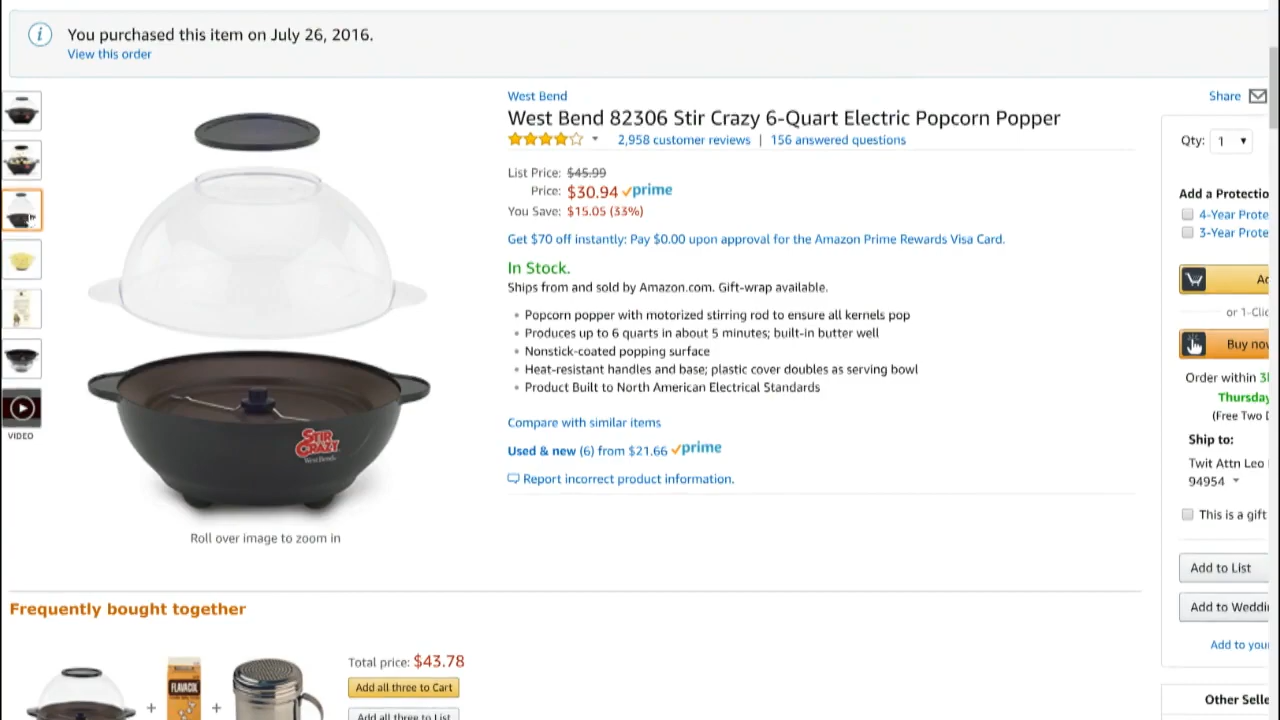 You purchased this item on July 26, 2016.
View this order
West Bend
Share
West Bend 82306 Stir Crazy 6-Quart Electric Popcorn Popper
2,958 customer reviews | 156 answered questions
Qty: 1
List Price: $45.99
Price: $30.94 prime
You Save: $15.05 (33%)
Add a Protectio
4-Year Prote
3-Year Prote
Get $70 off instantly: Pay $0.00 upon approval for the Amazon Prime Rewards Visa Card.
In Stock.
Ships from and sold by Amazon.com. Gift-wrap available.
Ad
or 1-Clic
Buy now
• Popcorn popper with motorized stirring rod to ensure all kernels pop
• Produces up to 6 quarts in about 5 minutes; built-in butter well
• Nonstick-coated popping surface
• Heat-resistant handles and base; plastic cover doubles as serving bowl
• Product Built to North American Electrical Standards
Order within 3
Thursday
(Free Two D
Compare with similar items
Used & new (6) from $21.66 prime
Report incorrect product information.
Ship to:
Twit Attn Leo
94954
This is a gift
VIDEO
STIR CRAZY
West Bend
Roll over image to zoom in
Add to List
Add to Weddi
Add to your
Frequently bought together
Total price: $43.78
Add all three to Cart
Add all three to List
FLAVACOL
Other Selle